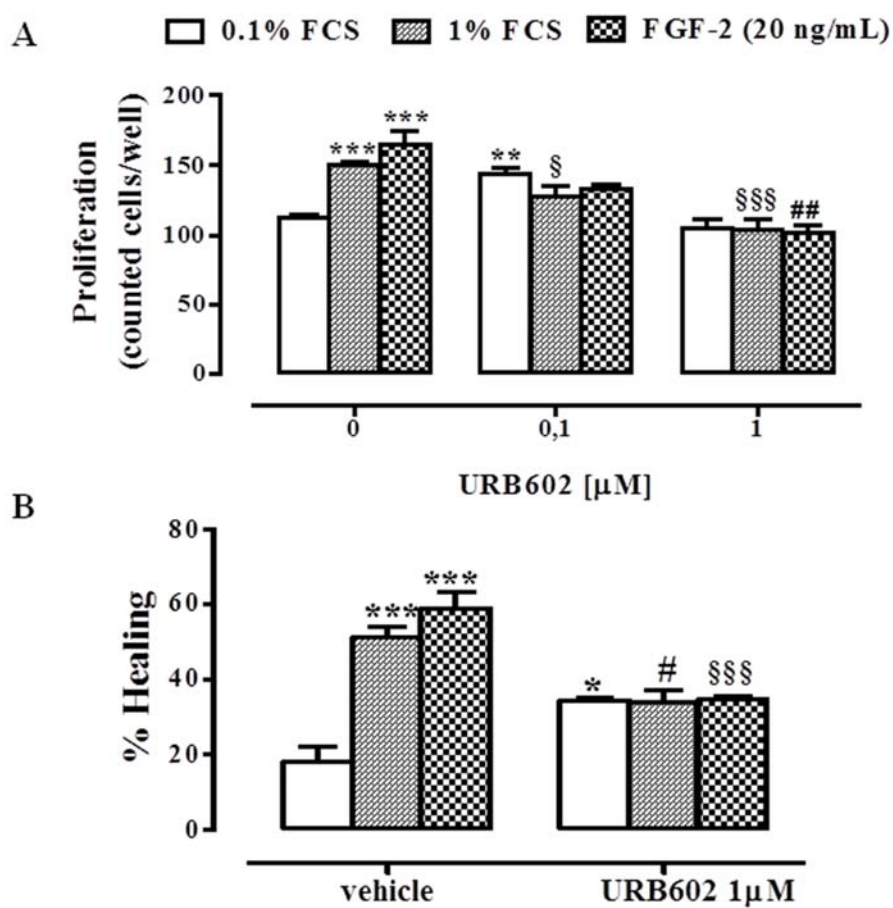 A
0.1% FCS 1% FCS FGF-2 (20 ng/mL)
Proliferation
(counted cells/well)
200
150
100
50
0
*** ***
** §
§§§ ##
0 0,1 1
URB602 [µM]
B
% Healing
80
60
40
20
0
*** ***
* # §§§
vehicle URB602 1µM